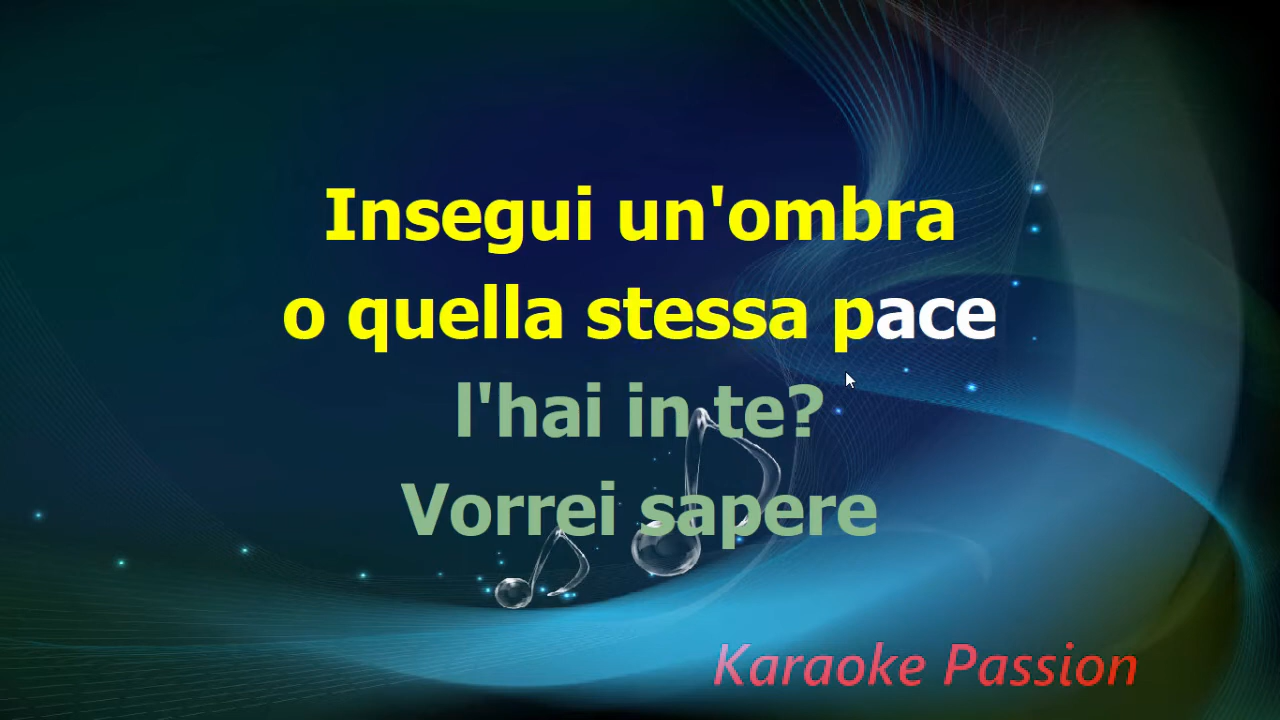 Insegui un'ombra
o quella stessa pace
l'hai in te?
Vorrei sapere
Karaoke Passion